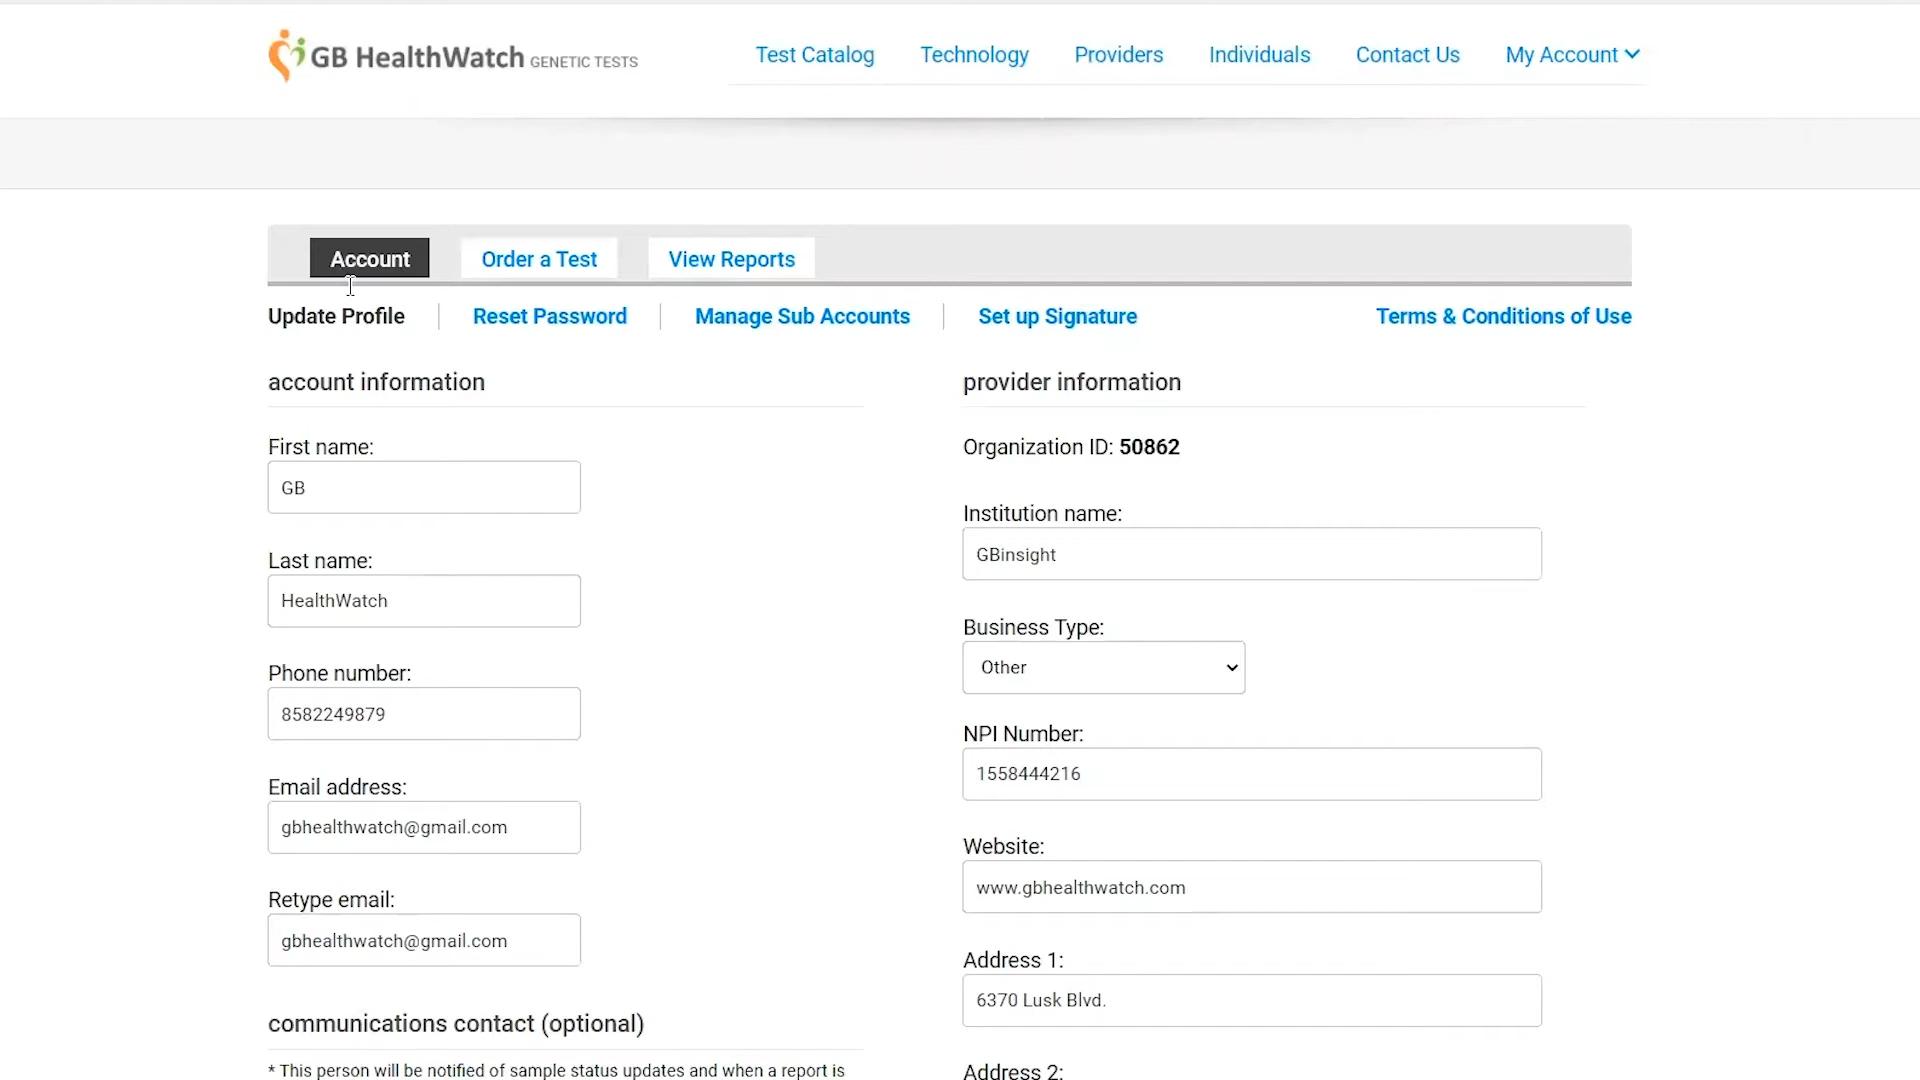 GB HealthWatch GENETIC TESTS
Test Catalog Technology Providers Individuals Contact Us My Account
Account Order a Test View Reports
Update Profile Reset Password Manage Sub Accounts Set up Signature Terms & Conditions of Use
account information
First name:
GB
Last name:
HealthWatch
Phone number:
8582249879
Email address:
gbhealthwatch@gmail.com
Retype email:
gbhealthwatch@gmail.com
communications contact (optional)
* This person will be notified of sample status updates and when a report is
provider information
Organization ID: 50862
Institution name:
GBinsight
Business Type:
Other
NPI Number:
1558444216
Website:
www.gbhealthwatch.com
Address 1:
6370 Lusk Blvd.
Address 2: